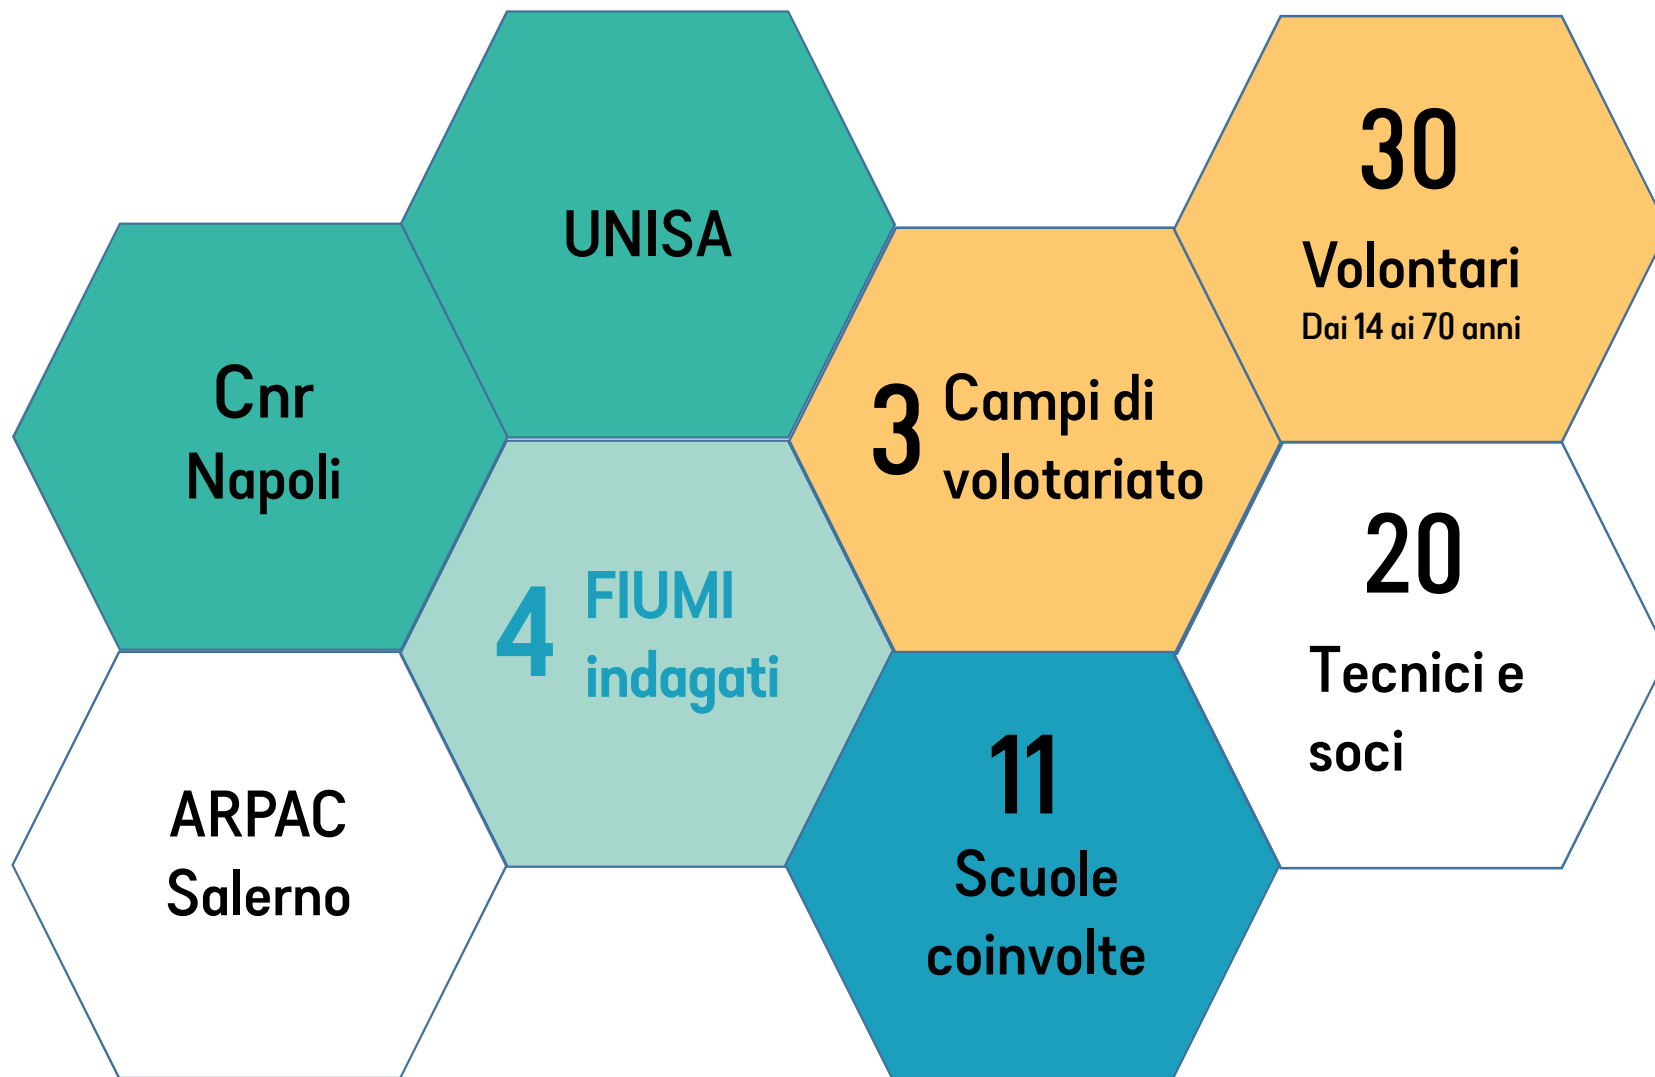 UNISA
Cnr
Napoli
ARPAC
Salerno
4 FIUMI
indagati
3 Campi di
volotariato
30
Volontari
Dai 14 ai 70 anni
20
Tecnici e
soci
11
Scuole
coinvolte